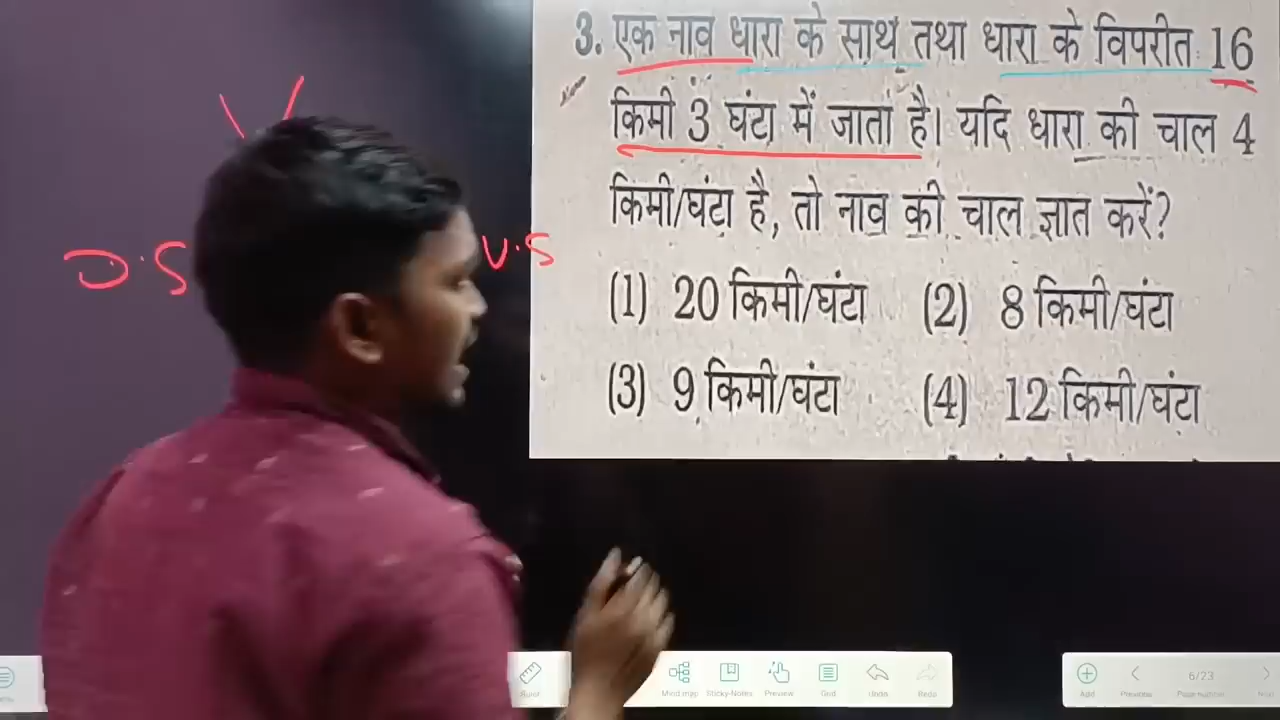 3. एक नाव धारा के साथ तथा धारा के विपरीत 16
किमी 3 घंटा में जाता है। यदि धारा की चाल 4
किमी/घंटा है, तो नाव की चाल ज्ञात करें?
(1) 20 किमी/घंटा (2) 8 किमी/घंटा
(3) 9 किमी/घंटा (4) 12 किमी/घंटा
D.S
U.S
Ruler
Mind map
Sticky-Notes
Preview
Grid
Undo
Redo
Add
Previous
6/23